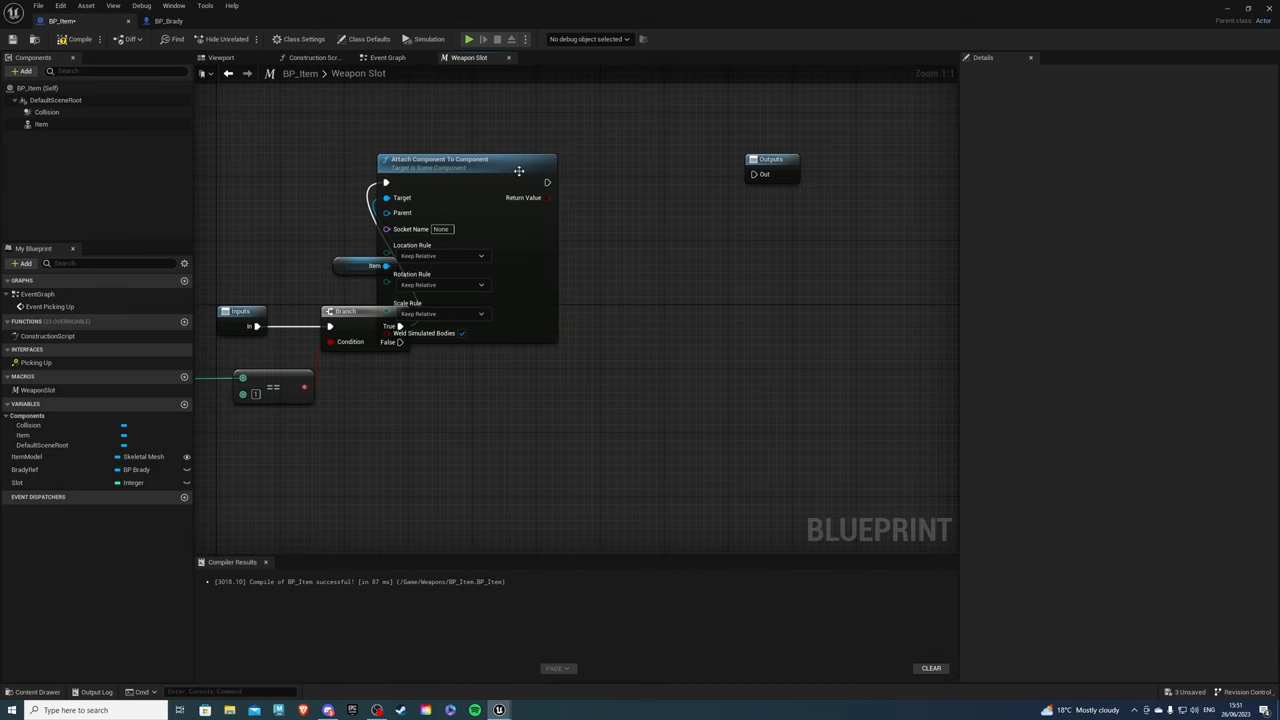 File Edit Asset View Debug Window Tools Help
BP_Item•
BP_Brady
Parent class: Actor
Compile
Diff
Find
Hide Unrelated
Class Settings
Class Defaults
Simulation
No debug object selected
Components
Add
Search
BP_Item (Self)
DefaultSceneRoot
Collision
Item
Viewport
Construction Scr...
Event Graph
Weapon Slot
BP_Item > Weapon Slot
Zoom 1:1
Details
Attach Component To Component
Target is Scene Component
Target
Return Value
Parent
Socket Name None
Location Rule
Keep Relative
Item
Rotation Rule
Keep Relative
Scale Rule
Keep Relative
Weld Simulated Bodies
Inputs
In
Branch
True
Condition
False
==
1
Outputs
Out
BLUEPRINT
My Blueprint
Add
Search
GRAPHS
EventGraph
Event Picking Up
FUNCTIONS (23 OVERRIDABLE)
ConstructionScript
INTERFACES
Picking Up
MACROS
WeaponSlot
VARIABLES
Components
Collision
Item
DefaultSceneRoot
ItemModel Skeletal Mesh
BradyRef BP Brady
Slot Integer
EVENT DISPATCHERS
Compiler Results
[3018.10] Compile of BP_Item successful! [in 87 ms] (/Game/Weapons/BP_Item.BP_Item)
PAGE
CLEAR
Content Drawer
Output Log
Cmd
Enter Console Command
3 Unsaved
Revision Control
Type here to search
18°C Mostly cloudy
ENG
15:51
26/06/2023